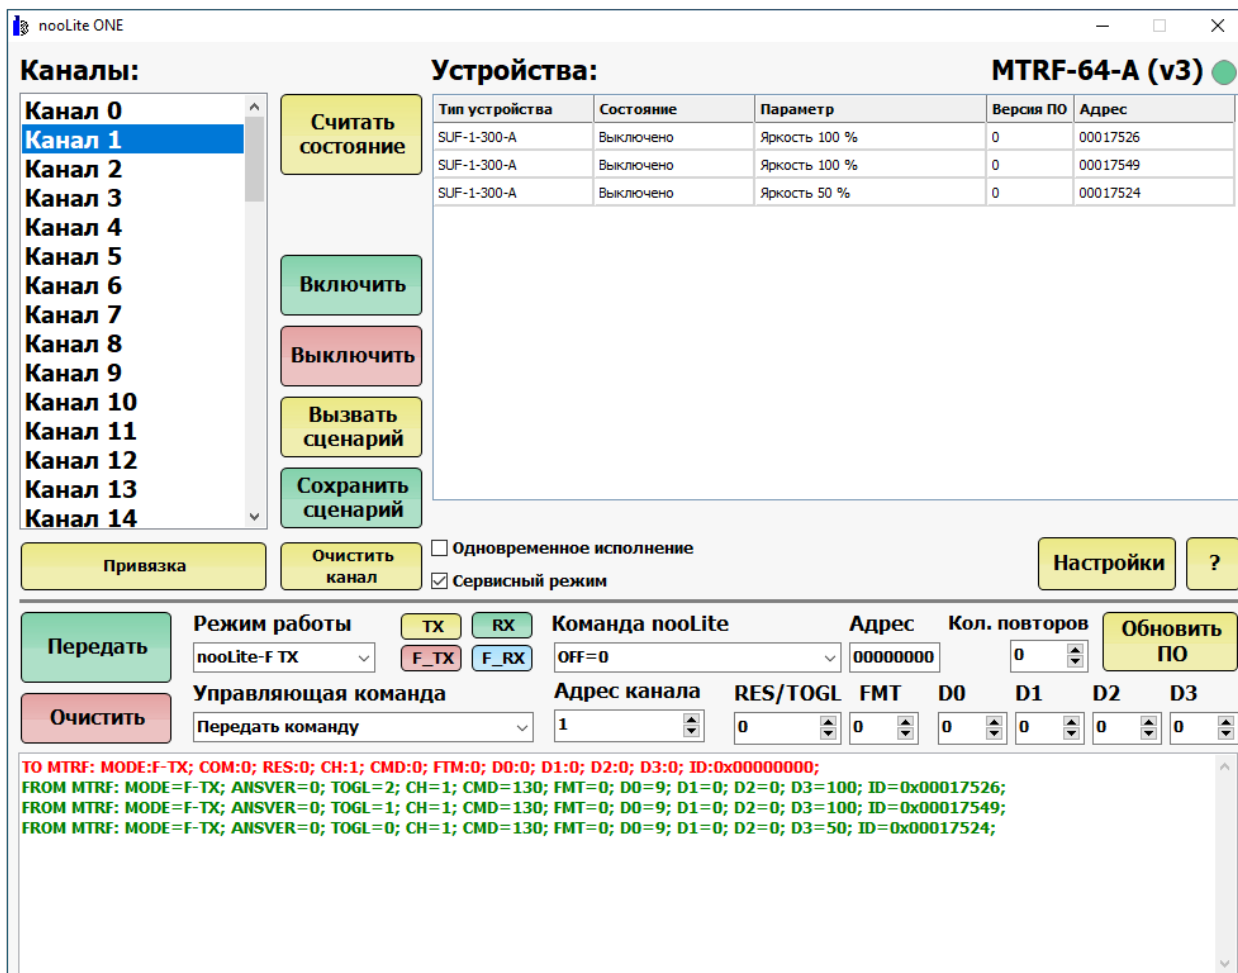 nooLite ONE
Каналы:
Устройства:
MTRF-64-A (v3)
Канал 0
Канал 1
Канал 2
Канал 3
Канал 4
Канал 5
Канал 6
Канал 7
Канал 8
Канал 9
Канал 10
Канал 11
Канал 12
Канал 13
Канал 14
Считать
состояние
Включить
Выключить
Вызвать
сценарий
Сохранить
сценарий
Тип устройства Состояние Параметр Версия ПО Адрес
SUF-1-300-A Выключено Яркость 100 % 0 00017526
SUF-1-300-A Выключено Яркость 100 % 0 00017549
SUF-1-300-A Выключено Яркость 50 % 0 00017524
Привязка
Очистить
канал
Одновременное исполнение
Сервисный режим
Настройки
?
Передать
Очистить
Режим работы
TX RX
nooLite-F TX
F_TX F_RX
Команда nooLite Адрес Кол. повторов
OFF=0 00000000 0
Обновить
ПО
Управляющая команда Адрес канала RES/TOGL FMT D0 D1 D2 D3
Передать команду 1 0 0 0 0 0 0
TO MTRF: MODE:F-TX; COM:0; RES:0; CH:1; CMD:0; FTM:0; D0:0; D1:0; D2:0; D3:0; ID:0x00000000;
FROM MTRF: MODE=F-TX; ANSVER=0; TOGL=2; CH=1; CMD=130; FMT=0; D0=9; D1=0; D2=0; D3=100; ID=0x00017526;
FROM MTRF: MODE=F-TX; ANSVER=0; TOGL=1; CH=1; CMD=130; FMT=0; D0=9; D1=0; D2=0; D3=100; ID=0x00017549;
FROM MTRF: MODE=F-TX; ANSVER=0; TOGL=0; CH=1; CMD=130; FMT=0; D0=9; D1=0; D2=0; D3=50; ID=0x00017524;